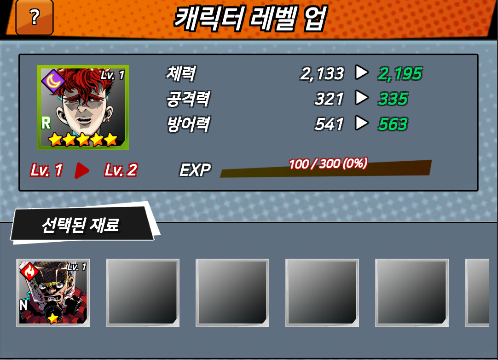 ?
캐릭터 레벨 업
Lv. 1
R
체력 2,133 2,195
공격력 321 335
방어력 541 563
Lv. 1 Lv. 2 EXP 100 / 300 (0%)
선택된 재료
Lv. 1
N